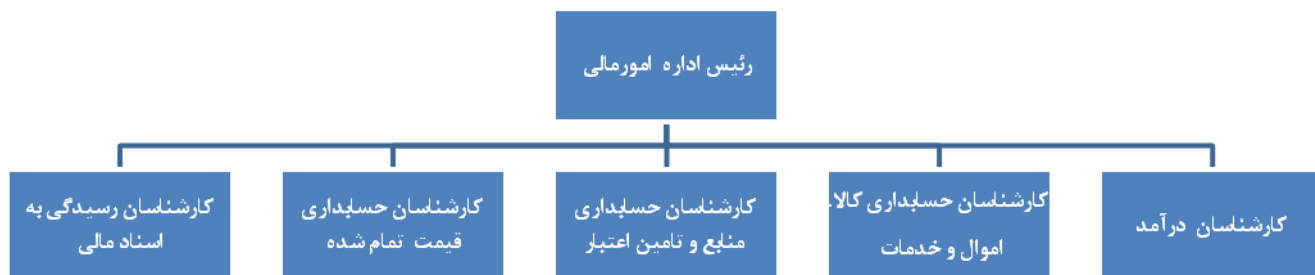 رئیس اداره امورمالی
کارشناسان درآمد
کارشناسان حسابداری کالا۔
اموال و خدمات
کارشناسان حسابداری
منابع و تامین اعتبار
کارشناسان حسابداری
قیمت تمام شده
کارشناسان رسیدگی به
اسناد مالی